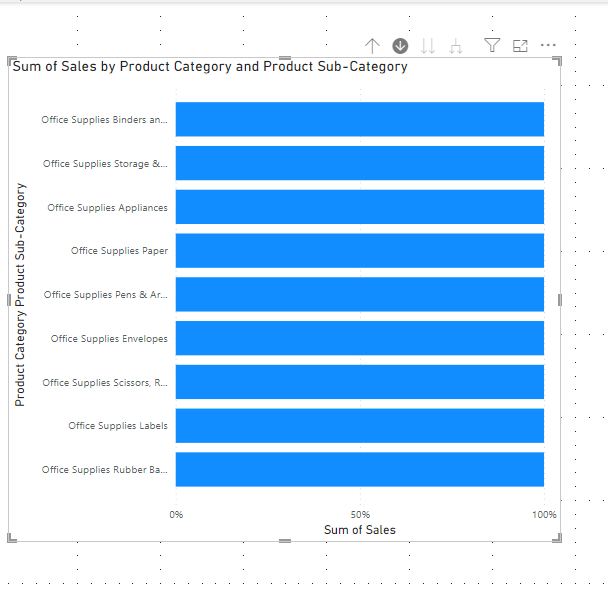 Sum of Sales by Product Category and Product Sub-Category
Product Category Product Sub-Category
Office Supplies Binders an...
Office Supplies Storage &...
Office Supplies Appliances
Office Supplies Paper
Office Supplies Pens & Ar...
Office Supplies Envelopes
Office Supplies Scissors, R...
Office Supplies Labels
Office Supplies Rubber Ba...
0% 50% 100%
Sum of Sales